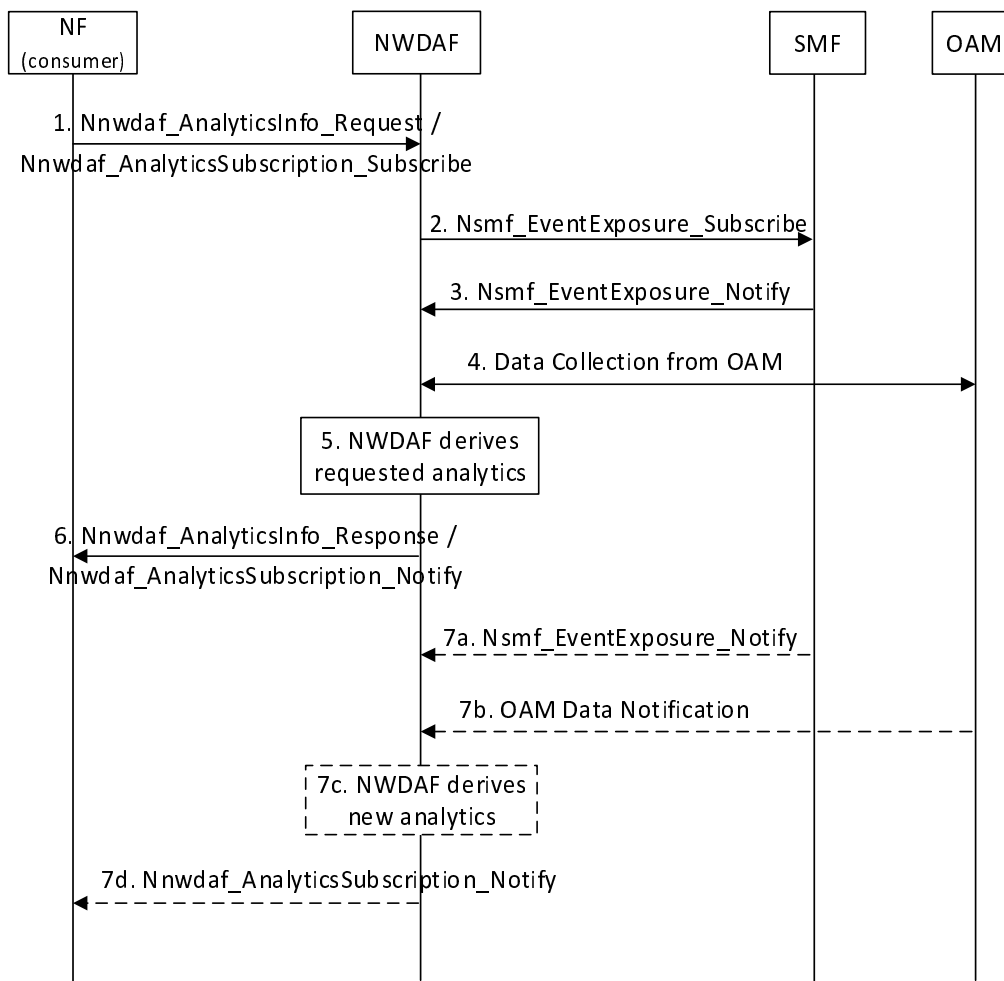 NF
(consumer)
NWDAF
SMF
OAM
1. Nnwdaf_AnalyticsInfo_Request /
Nnwdaf_AnalyticsSubscription_Subscribe
2. Nsmf_EventExposure_Subscribe
3. Nsmf_EventExposure_Notify
4. Data Collection from OAM
5. NWDAF derives
requested analytics
6. Nnwdaf_AnalyticsInfo_Response /
Nnwdaf_AnalyticsSubscription_Notify
7a. Nsmf_EventExposure_Notify
7b. OAM Data Notification
7c. NWDAF derives
new analytics
7d. Nnwdaf_AnalyticsSubscription_Notify